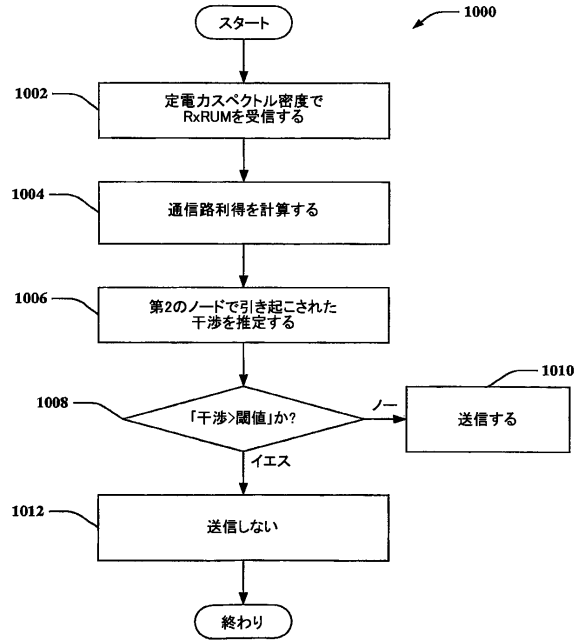 1000
スタート
1002
定電力スペクトル密度で
RxRUMを受信する
1004
通信路利得を計算する
1006
第2のノードで引き起こされた
干渉を推定する
1008
「干渉>閾値」か?
ノー
1010
送信する
イエス
1012
送信しない
終わり